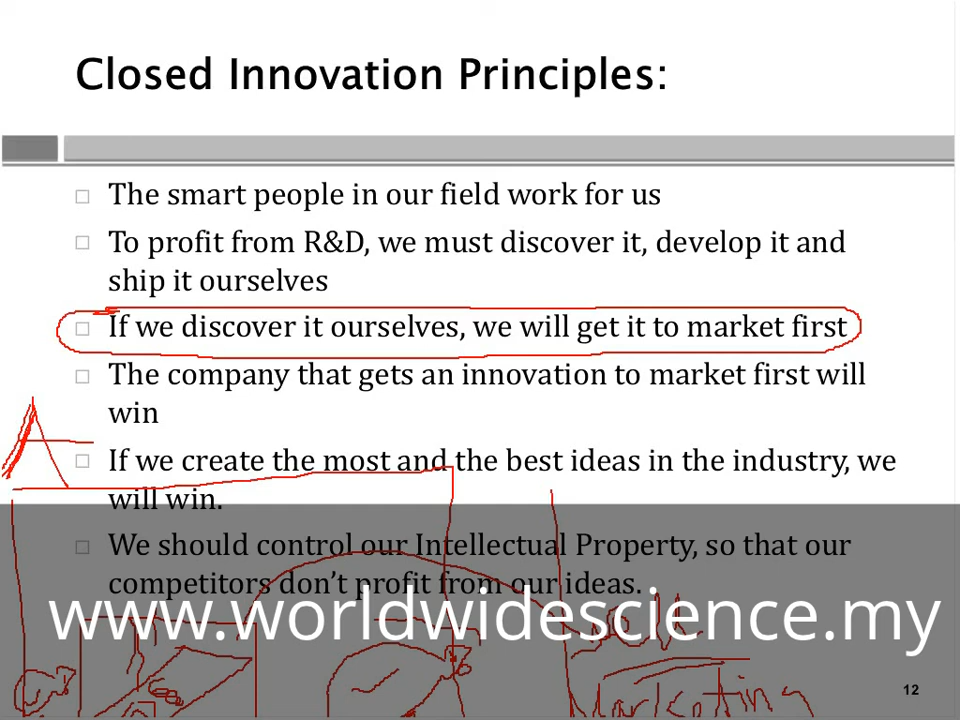 Closed Innovation Principles:
The smart people in our field work for us
To profit from R&D, we must discover it, develop it and
ship it ourselves
If we discover it ourselves, we will get it to market first
The company that gets an innovation to market first will
win
If we create the most and the best ideas in the industry, we
will win.
We should control our Intellectual Property, so that our
competitors don't profit from our ideas.
www.worldwidescience.my
A
Marketing
12